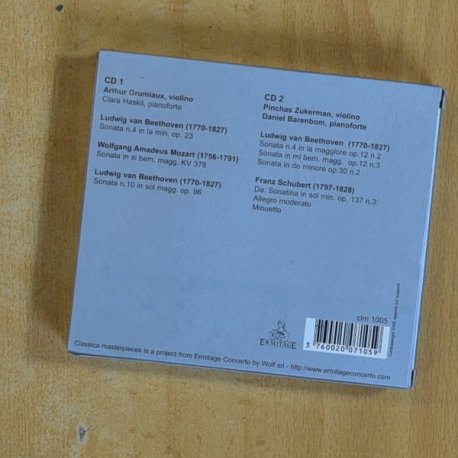 CD 1
Arthur Grumiaux, violino
Clara Haskil, pianoforte
Ludwig van Beethoven (1770-1827)
Sonata n.4 in la min. op. 23
Wolfgang Amadeus Mozart (1756-1791)
Sonata in si bem. magg. KV 378
Ludwig van Beethoven (1770-1827)
Sonata n.10 in sol magg. op. 96
CD 2
Pinchas Zukerman, violino
Daniel Barenbom, pianoforte
Ludwig van Beethoven (1770-1827)
Sonata n.4 in la maggiore op.12 n.2
Sonata in mi bem. magg. op.12 n.3
Sonata in do minore op.30 n.2
Franz Schubert (1797-1828)
Da: Sonatina in sol min. op. 137 n.3:
Allegro moderato
Minuetto
clm 1005
ERMITAGE
3 760020 071059
Classica masterpieces is a project from Ermitage Concerto by Wolf srl - http://www.ermitageconcerto.com